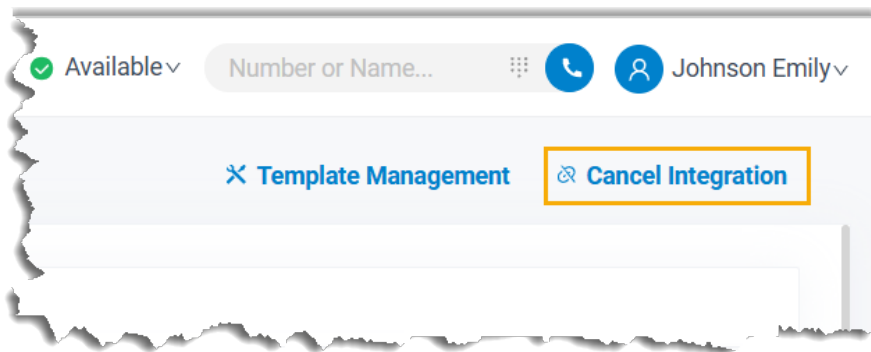 Available Number or Name... Johnson Emily
Template Management Cancel Integration